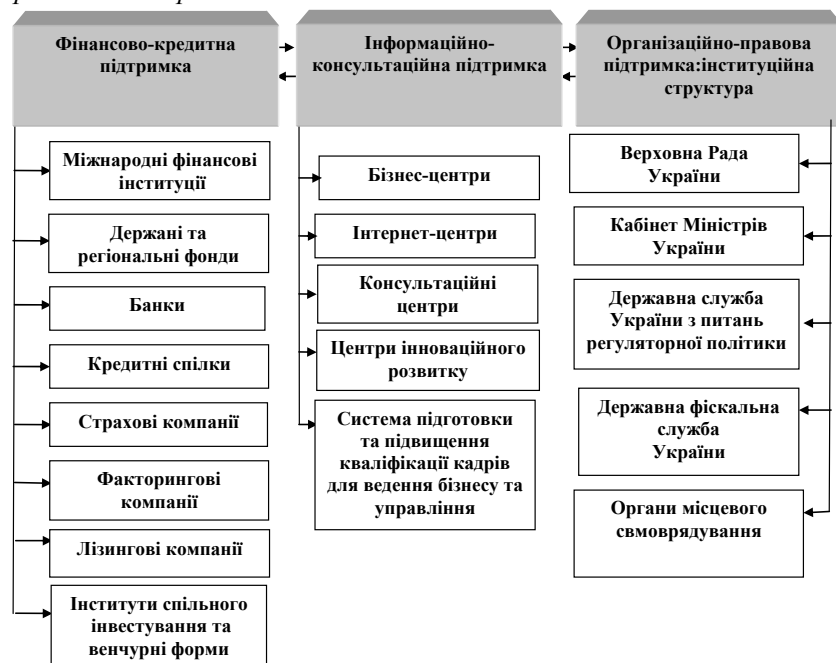 Фінансово-кредитна
підтримка
Інформаційно-
консультаційна підтримка
Організаційно-правова
підтримка:інституційна
структура
Міжнародні фінансові
інституції
Держані та
регіональні фонди
Банки
Кредитні спілки
Страхові компанії
Факторингові
компанії
Лізингові компанії
Інститути спільного
інвестування та
венчурні форми
Бізнес-центри
Інтернет-центри
Консультаційні
центри
Центри інноваційного
розвитку
Система підготовки
та підвищення
кваліфікації кадрів
для ведення бізнесу та
управління
Верховна Рада
України
Кабінет Міністрів
України
Державна служба
України з питань
регуляторної політики
Державна фіскальна
служба
України
Органи місцевого
свмоврядування